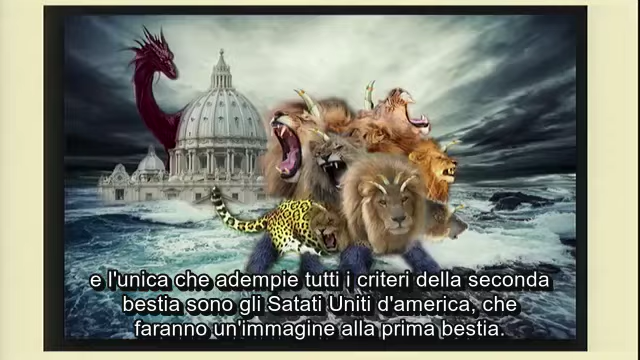 e l'unica che adempie tutti i criteri della seconda
bestia sono gli Satati Uniti d'america, che
faranno un'immagine alla prima bestia.